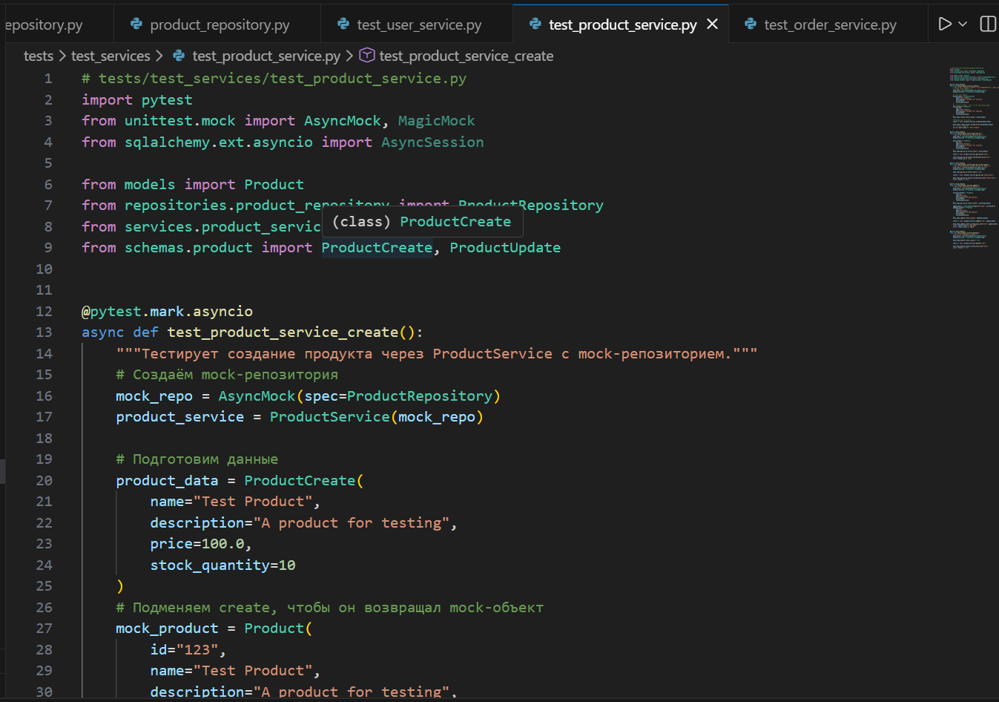 epository.py
product_repository.py
test_user_service.py
test_product_service.py
test_order_service.py
tests > test_services > test_product_service.py > test_product_service_create
1 # tests/test_services/test_product_service.py
2 import pytest
3 from unittest.mock import AsyncMock, MagicMock
4 from sqlalchemy.ext.asyncio import AsyncSession
5
6 from models import Product
7 from repositories.product_repository import ProductRepository
(class) ProductCreate
8 from services.product_servic
9 from schemas.product import ProductCreate, ProductUpdate
10
11
12 @pytest.mark.asyncio
13 async def test_product_service_create():
14 """Тестирует создание продукта через ProductService с mock-репозиторием."""
15 # Создаём mock-репозитория
16 mock_repo = AsyncMock(spec=ProductRepository)
17 product_service = ProductService(mock_repo)
18
19 # Подготовим данные
20 product_data = ProductCreate(
21 name="Test Product",
22 description="A product for testing",
23 price=100.0,
24 stock_quantity=10
25 )
26 # Подменяем create, чтобы он возвращал mock-объект
27 mock_product = Product(
28 id="123",
29 name="Test Product",
30 description="A product for testing",